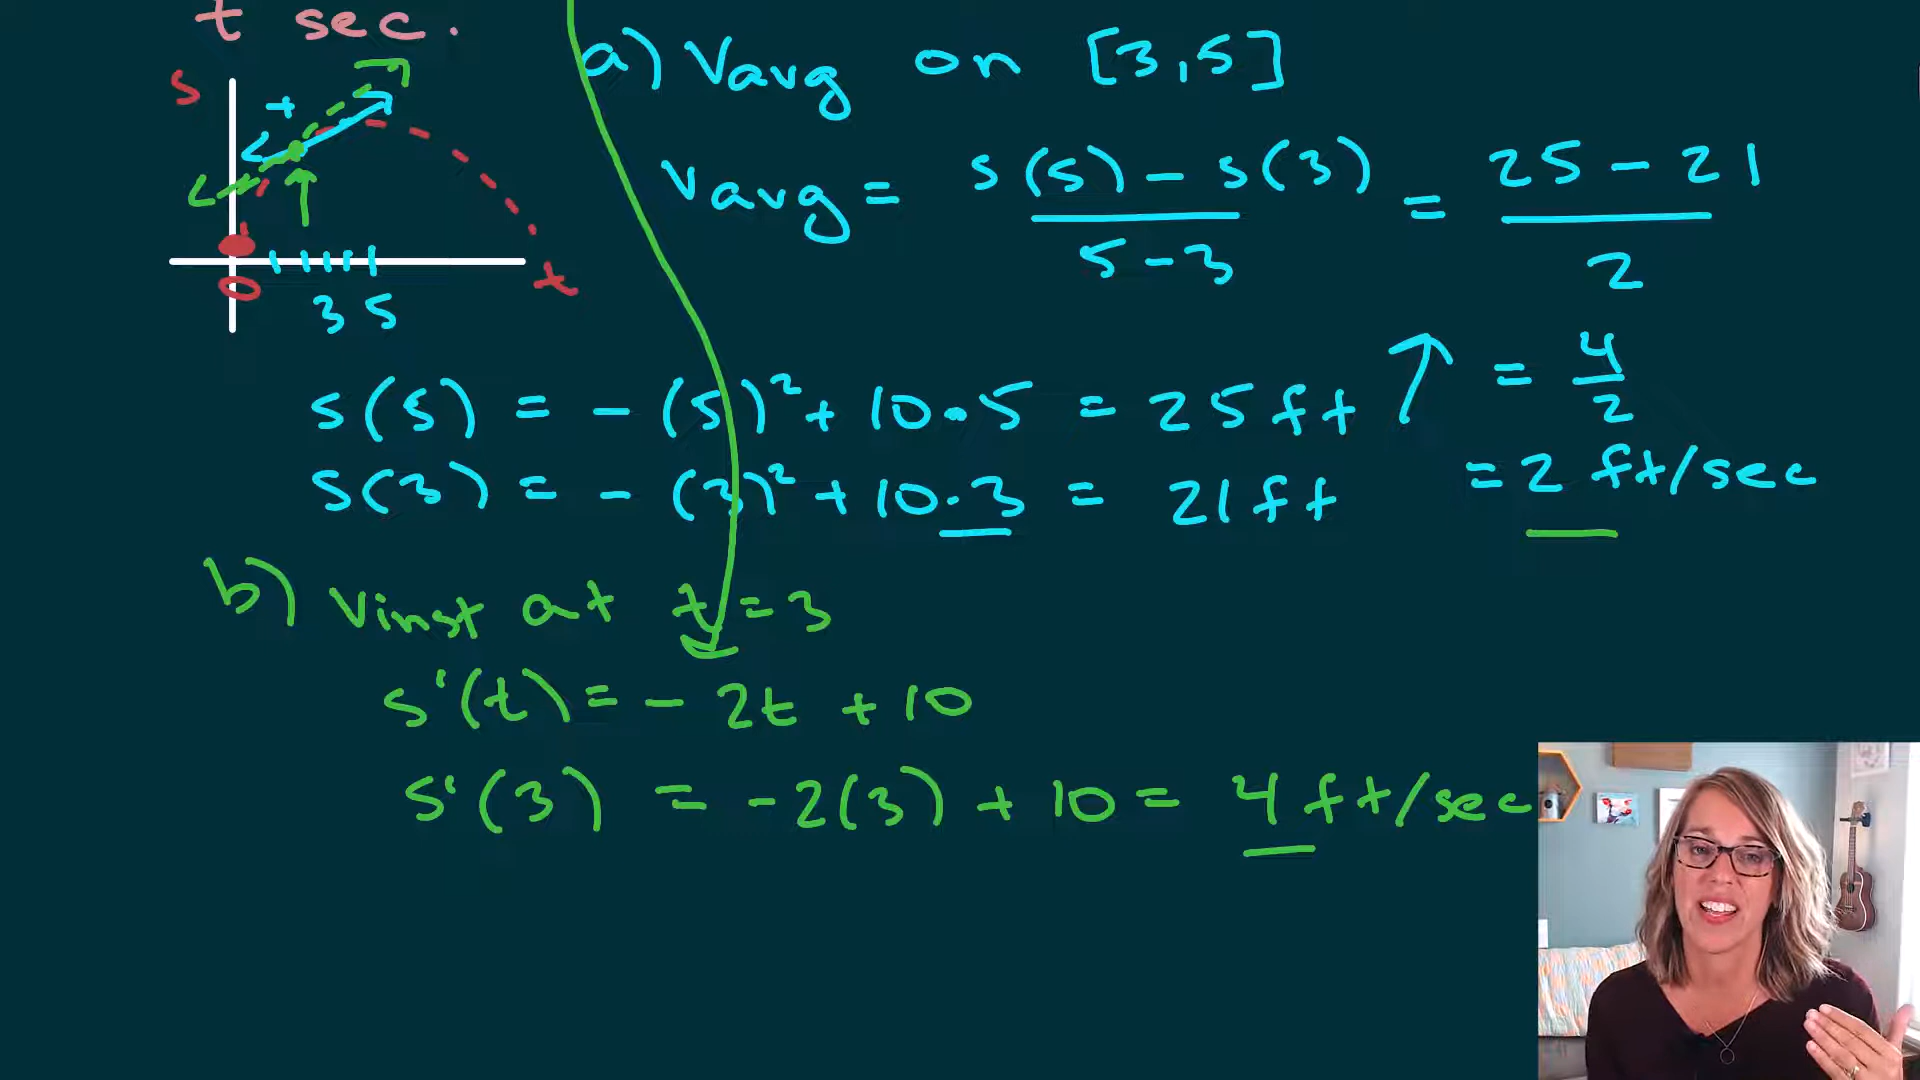 t sec.
s
+
0
3 5
t
a) Vavg on [3,5]
Vavg = s(5) - s(3) / 5-3 = 25 - 21 / 2
= 4/2
= 2 ft/sec
s(5) = -(5)² + 10·5 = 25 ft
s(3) = -(3)² + 10·3 = 21 ft
b) Vinst at t=3
s'(t) = -2t + 10
s'(3) = -2(3) + 10 = 4 ft/sec